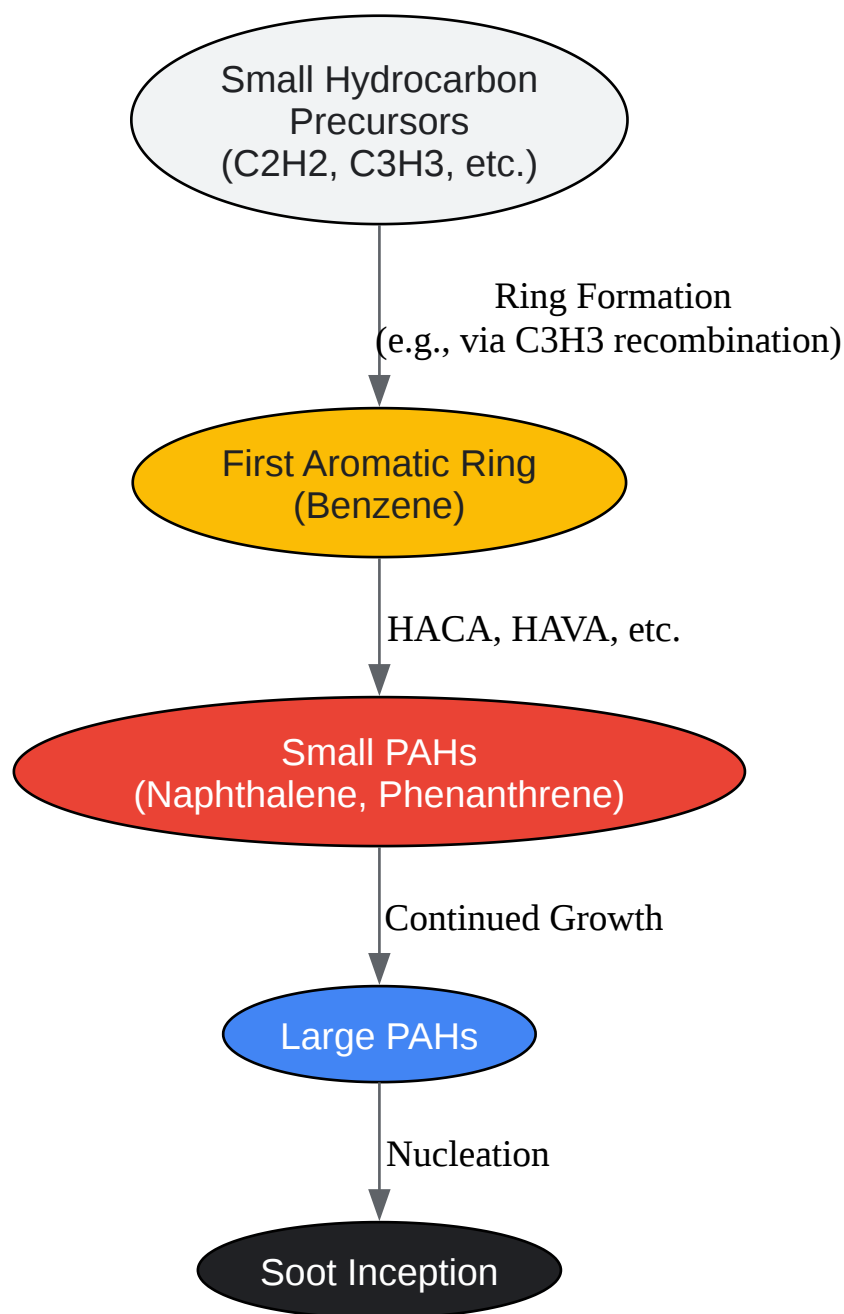 Small Hydrocarbon
Precursors
(C2H2, C3H3, etc.)
Ring Formation
(e.g., via C3H3 recombination)
First Aromatic Ring
(Benzene)
HACA, HAVA, etc.
Small PAHs
(Naphthalene, Phenanthrene)
Continued Growth
Large PAHs
Nucleation
Soot Inception